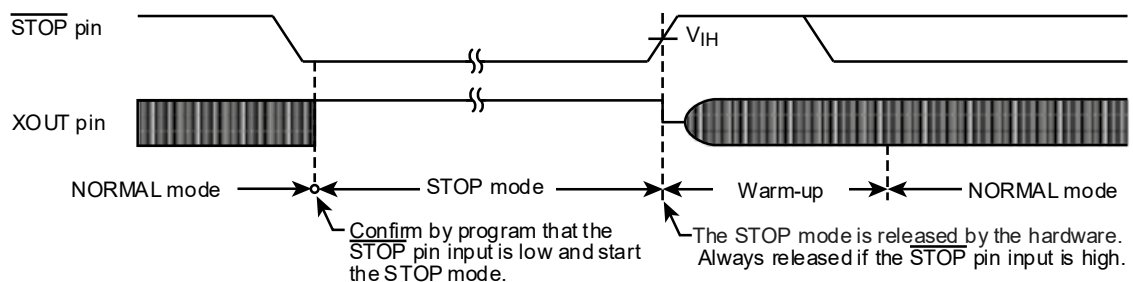 STOP pin
VIH
XOUT pin
NORMAL mode
STOP mode
Warm-up
NORMAL mode
Confirm by program that the
STOP pin input is low and start
the STOP mode.
The STOP mode is released by the hardware.
Always released if the STOP pin input is high.